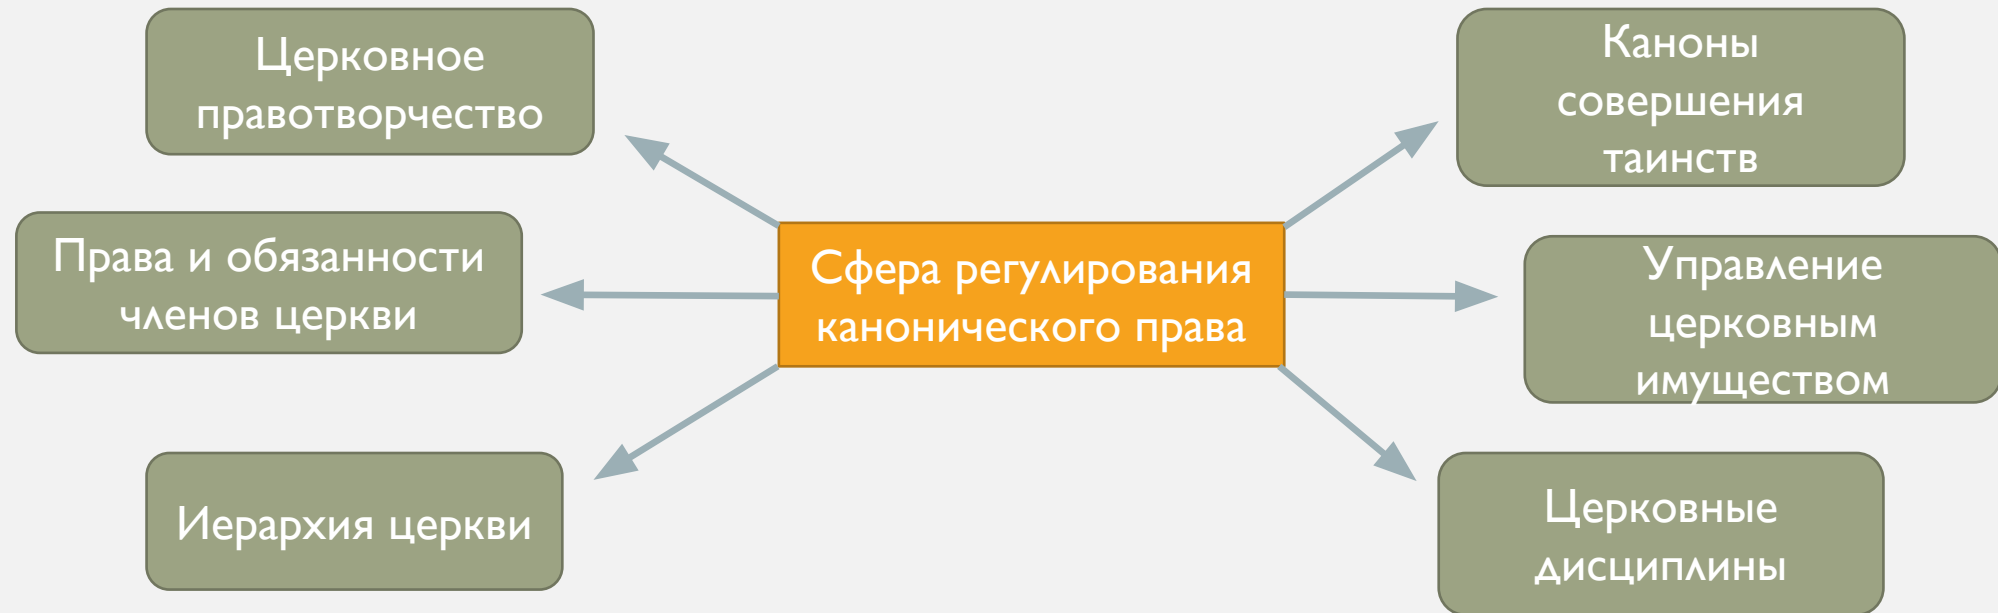 Церковное
правотворчество
Права и обязанности
членов церкви
Иерархия церкви
Сфера регулирования
канонического права
Каноны
совершения
таинств
Управление
церковным
имуществом
Церковные
дисциплины